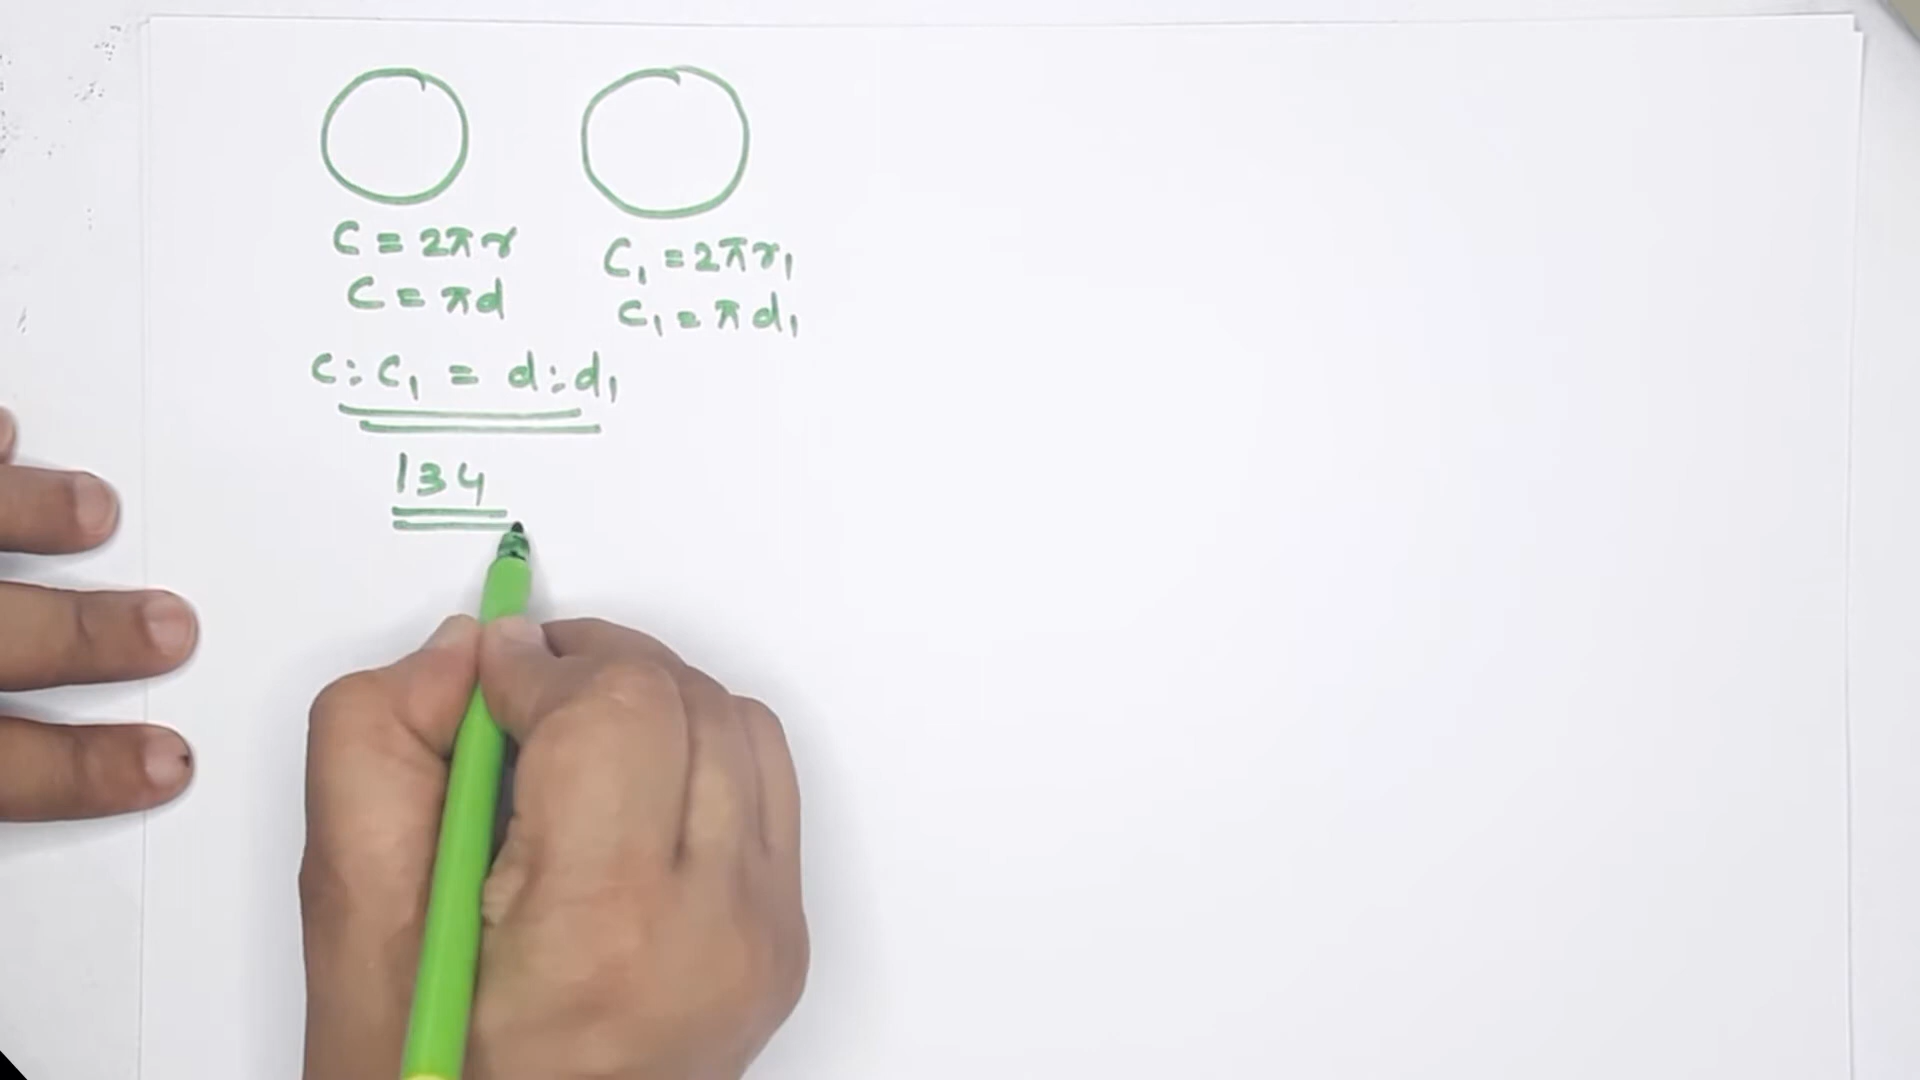 C = 2πr
C₁ = 2πr₁
C = πd
C₁ = πd₁
C : C₁ = d : d₁
134